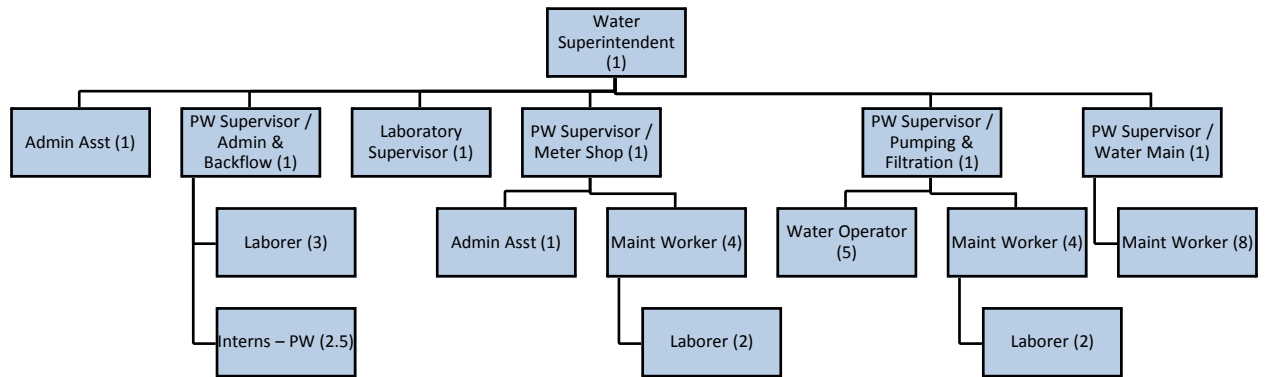 Water
Superintendent
(1)
Admin Asst (1)
PW Supervisor /
Admin &
Backflow (1)
Laboratory
Supervisor (1)
PW Supervisor /
Meter Shop (1)
PW Supervisor /
Pumping &
Filtration (1)
PW Supervisor /
Water Main (1)
Laborer (3)
Admin Asst (1)
Maint Worker (4)
Water Operator
(5)
Maint Worker (4)
Maint Worker (8)
Interns – PW (2.5)
Laborer (2)
Laborer (2)